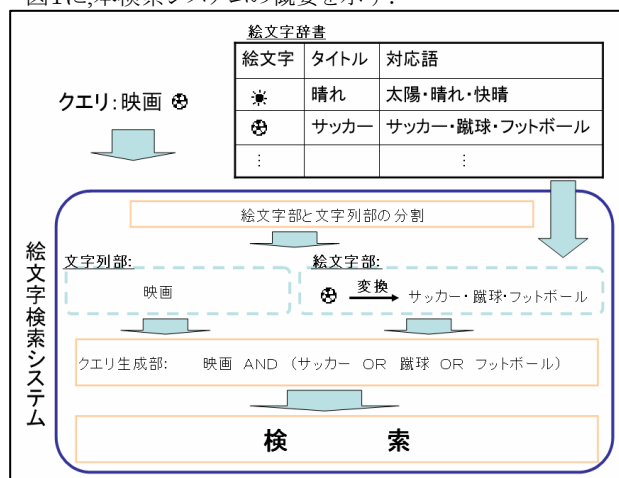 図1に,本検索システムの概要を示す.
絵文字辞書
絵文字 タイトル 対応語
☀ 晴れ 太陽・晴れ・快晴
⚽ サッカー サッカー・蹴球・フットボール
⋮ ⋮
クエリ:映画 ⚽
絵文字検索システム
絵文字部と文字列部の分割
文字列部:
映画
絵文字部:
⚽ 変換 サッカー・蹴球・フットボール
クエリ生成部: 映画 AND (サッカー OR 蹴球 OR フットボール)
検 索